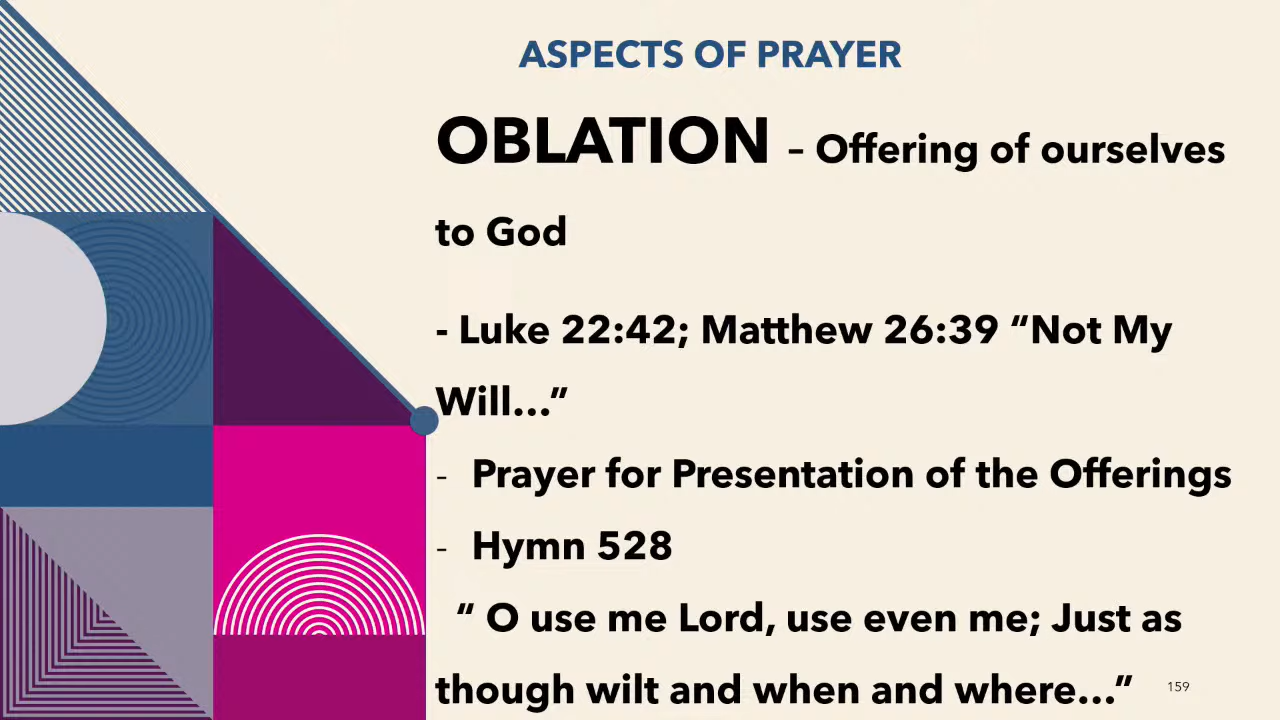 ASPECTS OF PRAYER
OBLATION – Offering of ourselves
to God
- Luke 22:42; Matthew 26:39 “Not My
Will...”
- Prayer for Presentation of the Offerings
- Hymn 528
“ O use me Lord, use even me; Just as
though wilt and when and where...”
159